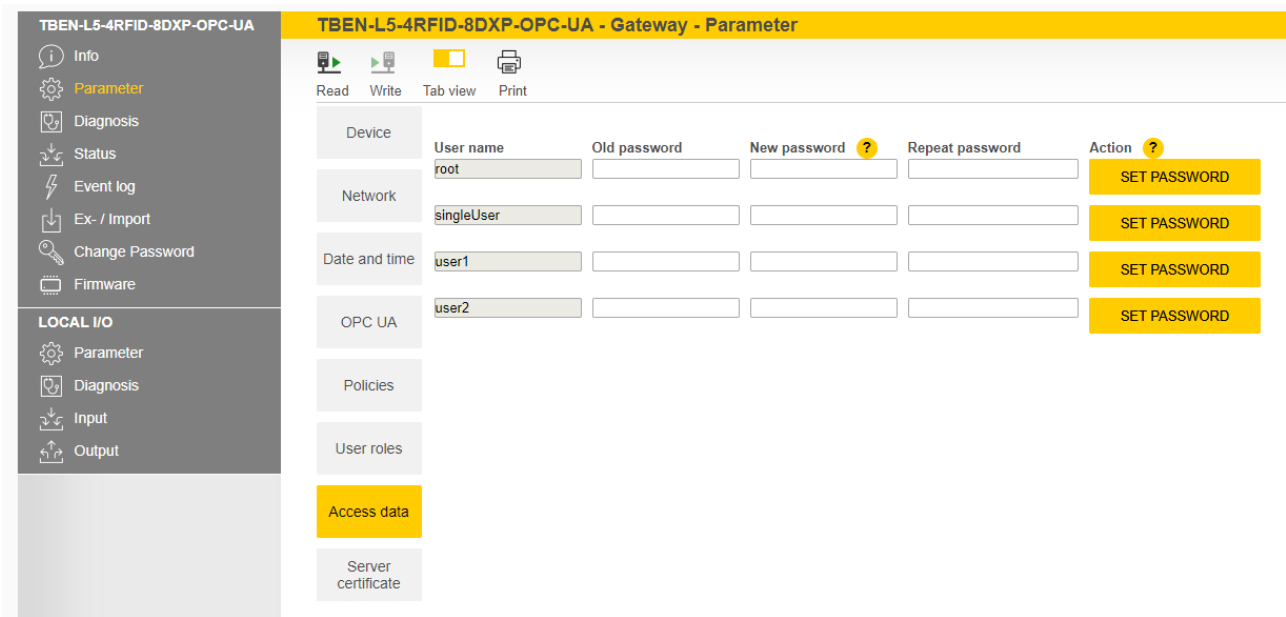 TBEN-L5-4RFID-8DXP-OPC-UA
Info
Parameter
Diagnosis
Status
Event log
Ex- / Import
Change Password
Firmware
LOCAL I/O
Parameter
Diagnosis
Input
Output
TBEN-L5-4RFID-8DXP-OPC-UA - Gateway - Parameter
Read Write Tab view Print
Device
Network
Date and time
OPC UA
Policies
User roles
Access data
Server
certificate
User name Old password New password ? Repeat password Action ?
root SET PASSWORD
singleUser SET PASSWORD
user1 SET PASSWORD
user2 SET PASSWORD